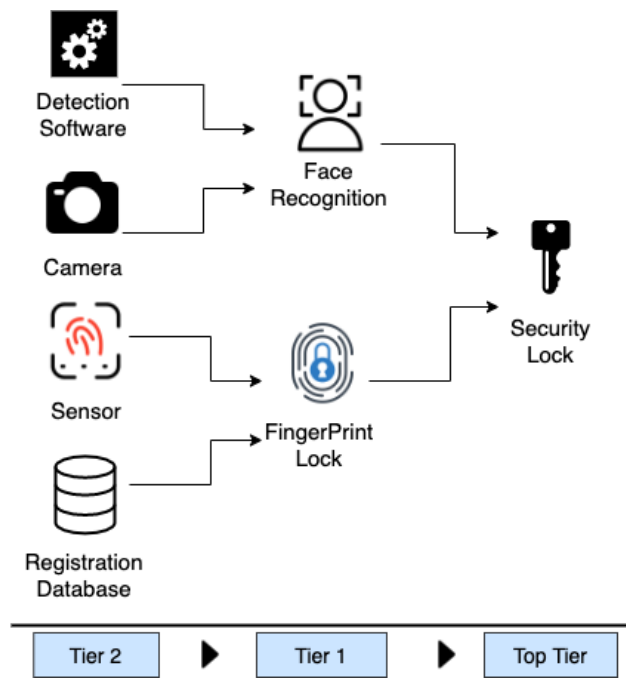 Detection
Software
Face
Recognition
Camera
Security
Lock
Sensor
FingerPrint
Lock
Registration
Database
Tier 2
Tier 1
Top Tier